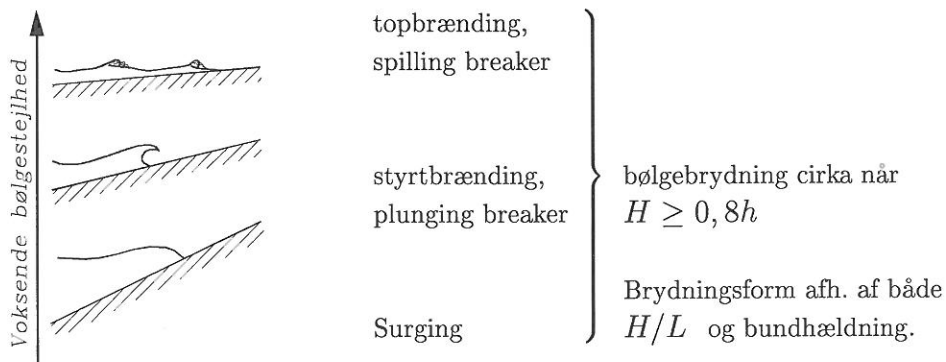 Voksende bølgestejlhed
topbrænding,
spilling breaker
styrtbrænding,
plunging breaker
Surging
bølgebrydning cirka når
H ≥ 0,8h
Brydningsform afh. af både
H/L og bundhældning.